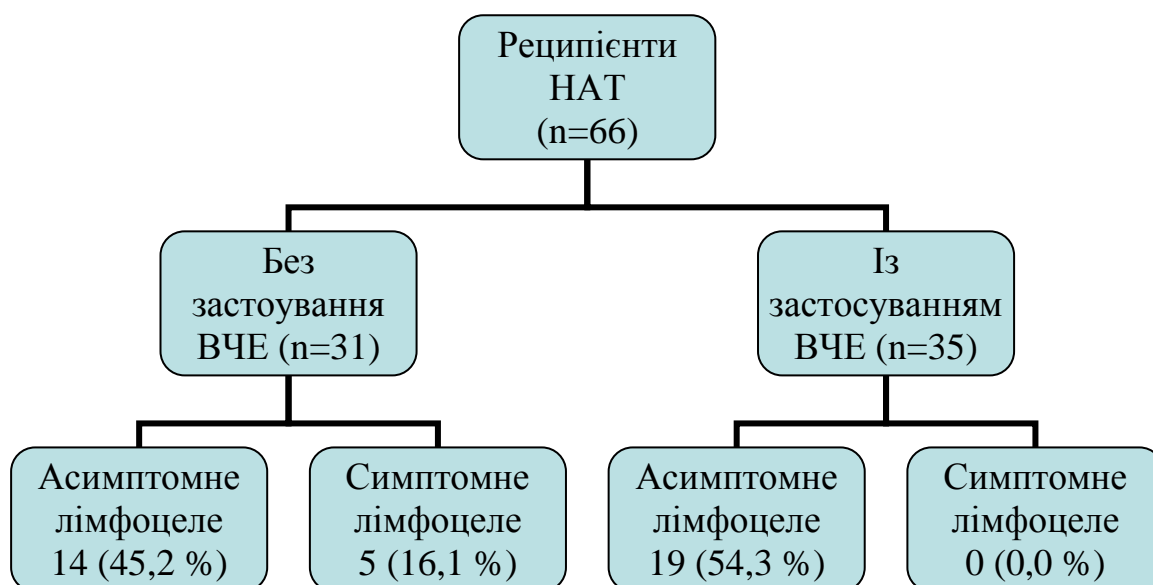 Реципієнти
НАТ
(n=66)
Без
застоування
ВЧЕ (n=31)
Із
застосуванням
ВЧЕ (n=35)
Асимптомне
лімфоцеле
14 (45,2 %)
Симптомне
лімфоцеле
5 (16,1 %)
Асимптомне
лімфоцеле
19 (54,3 %)
Симптомне
лімфоцеле
0 (0,0 %)